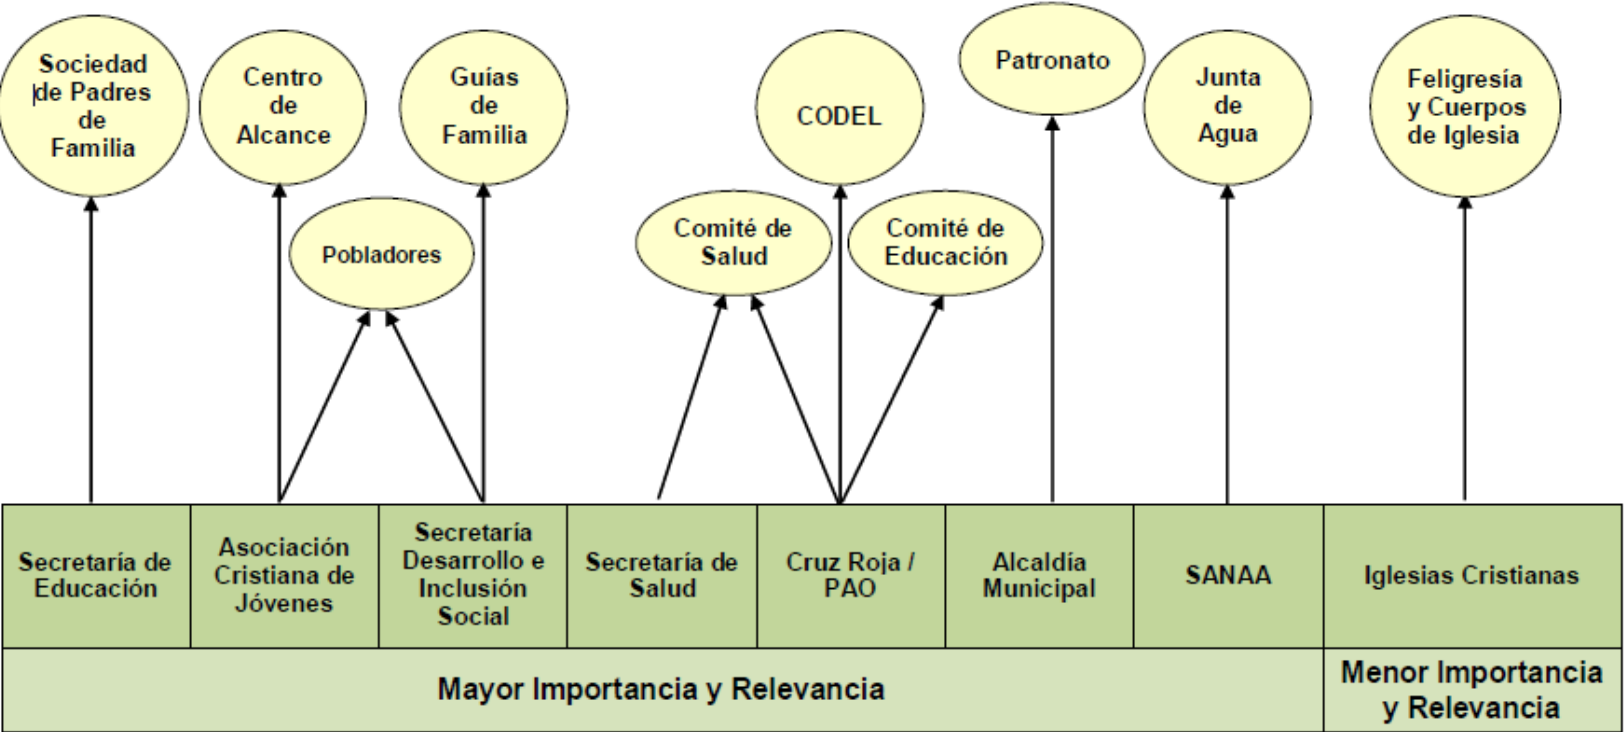 Sociedad
de Padres
de
Familia
Centro
de
Alcance
Guías
de
Familia
CODEL
Patronato
Junta
de
Agua
Feligresía
y Cuerpos
de Iglesia
Pobladores
Comité de
Salud
Comité de
Educación
Secretaría de
Educación
Asociación
Cristiana de
Jóvenes
Secretaría
Desarrollo e
Inclusión
Social
Secretaría de
Salud
Cruz Roja /
PAO
Alcaldía
Municipal
SANAA
Iglesias Cristianas
Mayor Importancia y Relevancia
Menor Importancia
y Relevancia